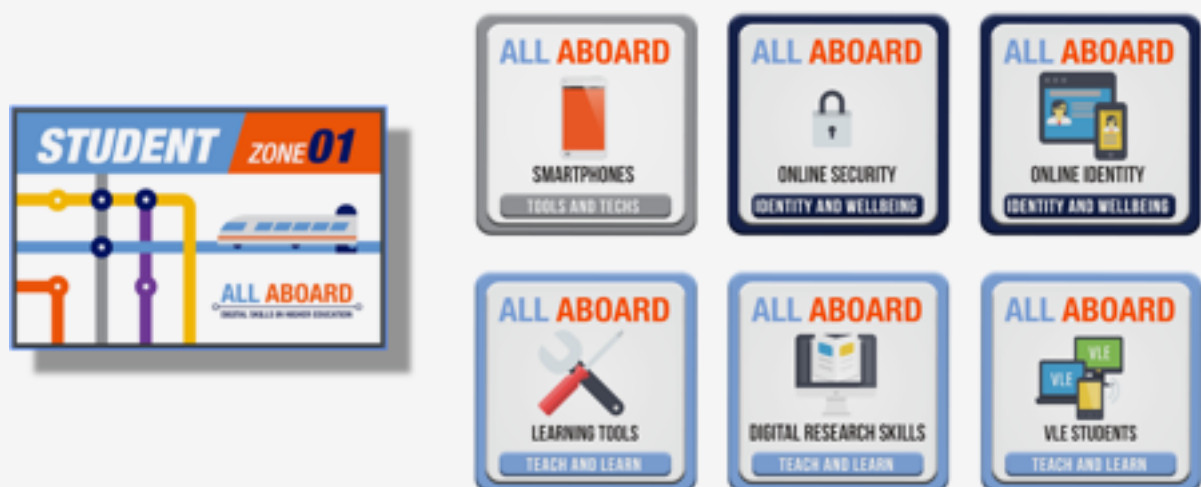 STUDENT ZONE 01
ALL ABOARD
DIGITAL SKILLS IN HIGHER EDUCATION
ALL ABOARD
SMARTPHONES
TOOLS AND TECHS
ALL ABOARD
ONLINE SECURITY
IDENTITY AND WELLBEING
ALL ABOARD
ONLINE IDENTITY
IDENTITY AND WELLBEING
ALL ABOARD
LEARNING TOOLS
TEACH AND LEARN
ALL ABOARD
DIGITAL RESEARCH SKILLS
TEACH AND LEARN
ALL ABOARD
VLE
VLE
VLE STUDENTS
TEACH AND LEARN